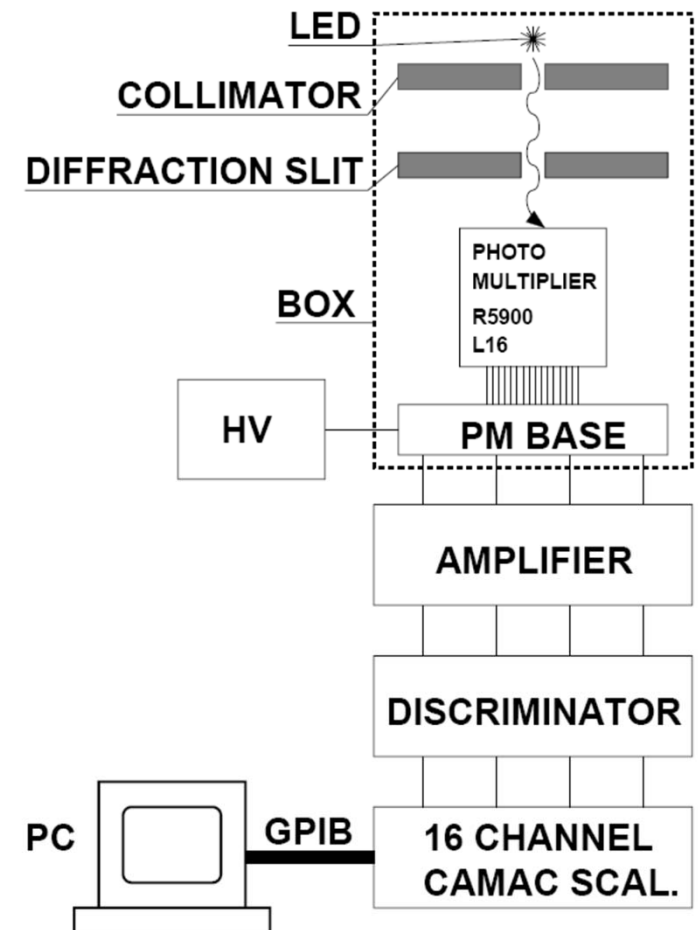 LED
COLLIMATOR
DIFFRACTION SLIT
PHOTO
MULTIPLIER
R5900
L16
BOX
HV
PM BASE
AMPLIFIER
DISCRIMINATOR
PC
GPIB
16 CHANNEL
CAMAC SCAL.